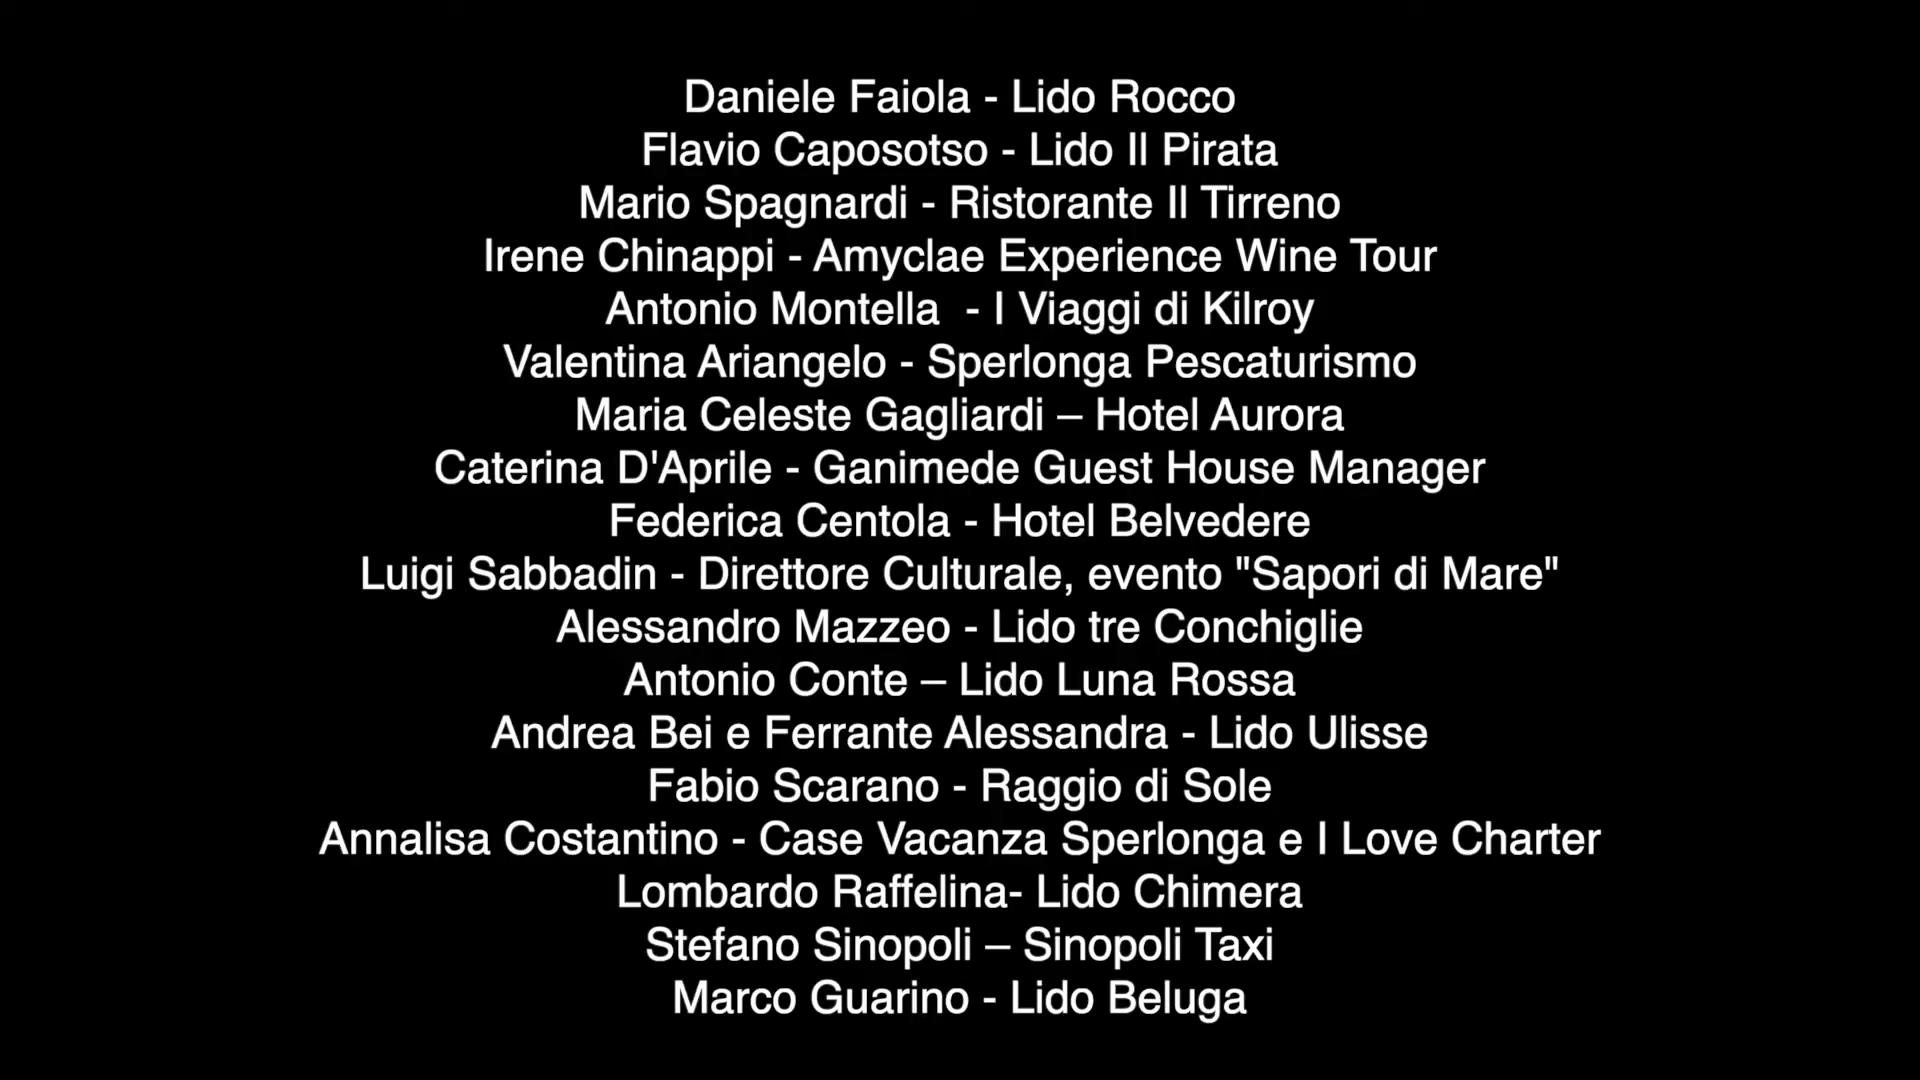 Daniele Faiola - Lido Rocco
Flavio Caposotso - Lido Il Pirata
Mario Spagnardi - Ristorante Il Tirreno
Irene Chinappi - Amyclae Experience Wine Tour
Antonio Montella  - I Viaggi di Kilroy
Valentina Ariangelo - Sperlonga Pescaturismo
Maria Celeste Gagliardi – Hotel Aurora
Caterina D'Aprile - Ganimede Guest House Manager
Federica Centola - Hotel Belvedere
Luigi Sabbadin - Direttore Culturale, evento "Sapori di Mare"
Alessandro Mazzeo - Lido tre Conchiglie
Antonio Conte – Lido Luna Rossa
Andrea Bei e Ferrante Alessandra - Lido Ulisse
Fabio Scarano - Raggio di Sole
Annalisa Costantino - Case Vacanza Sperlonga e I Love Charter
Lombardo Raffelina- Lido Chimera
Stefano Sinopoli – Sinopoli Taxi
Marco Guarino - Lido Beluga